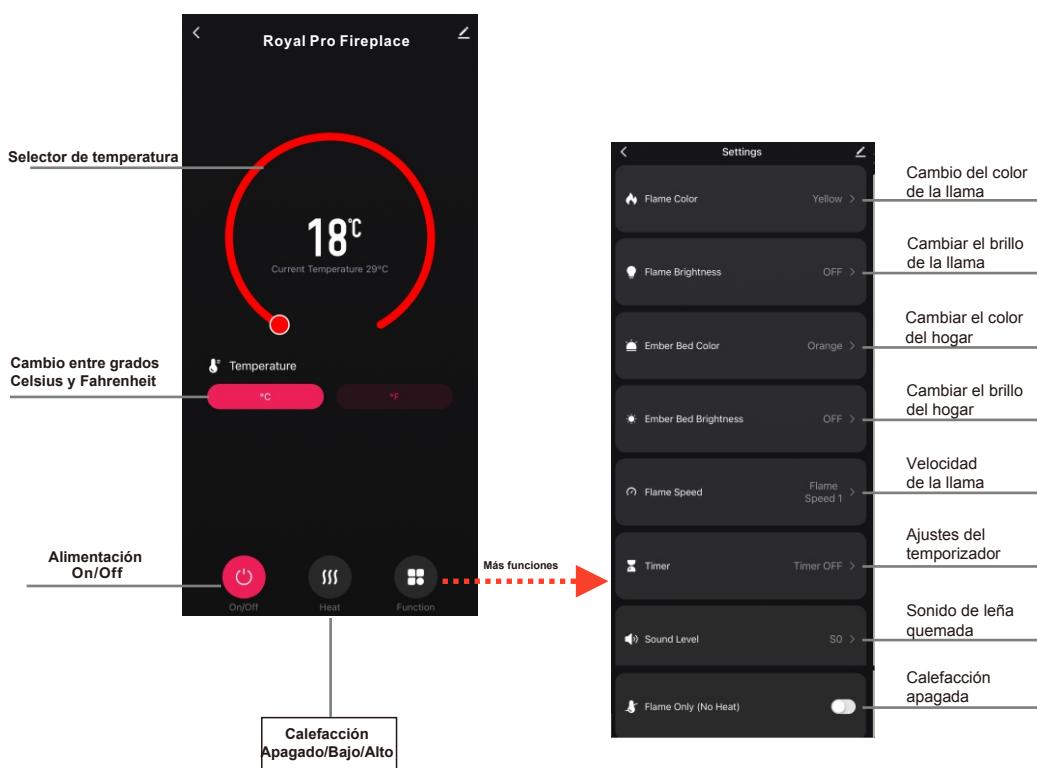 Royal Pro Fireplace
Selector de temperatura
18°C
Current Temperature 29°C
Cambio entre grados
Celsius y Fahrenheit
Temperature
°C
°F
Alimentación
On/Off
On/Off
Heat
Function
Más funciones
Calefacción
Apagado/Bajo/Alto
Settings
Flame Color
Yellow
Cambio del color
de la llama
Flame Brightness
OFF
Cambiar el brillo
de la llama
Ember Bed Color
Orange
Cambiar el color
del hogar
Ember Bed Brightness
OFF
Cambiar el brillo
del hogar
Flame Speed
Flame
Speed 1
Velocidad
de la llama
Timer
Timer OFF
Ajustes del
temporizador
Sound Level
S0
Sonido de leña
quemada
Flame Only (No Heat)
Calefacción
apagada